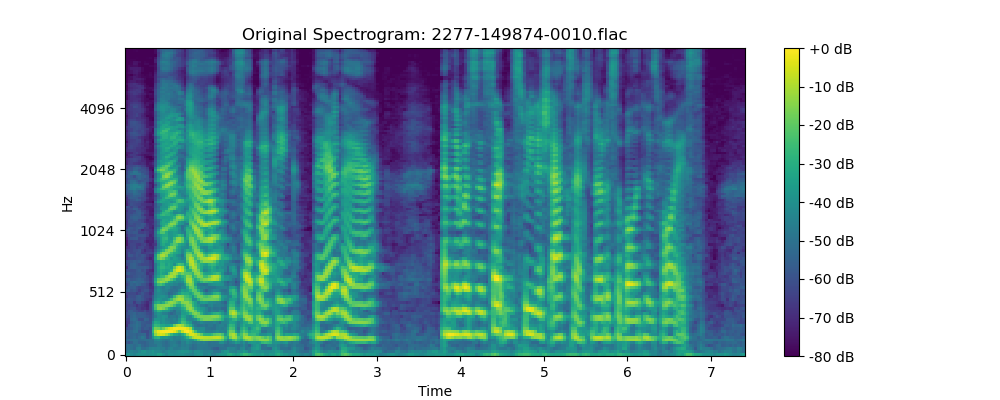 Original Spectrogram: 2277-149874-0010.flac
Hz
4096
2048
1024
512
0
0 1 2 3 4 5 6 7
Time
+0 dB
-10 dB
-20 dB
-30 dB
-40 dB
-50 dB
-60 dB
-70 dB
-80 dB